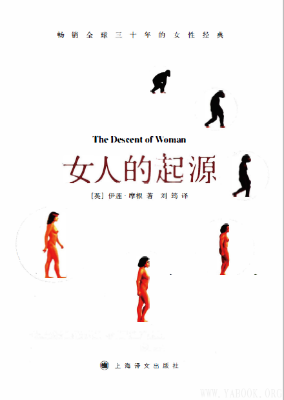 畅销全球三十年的女性经典
The Descent of Woman
女人的起源
[英] 伊莲·摩根 著 刘筠 译
上海译文出版社
WWW.YABOOK.ORG